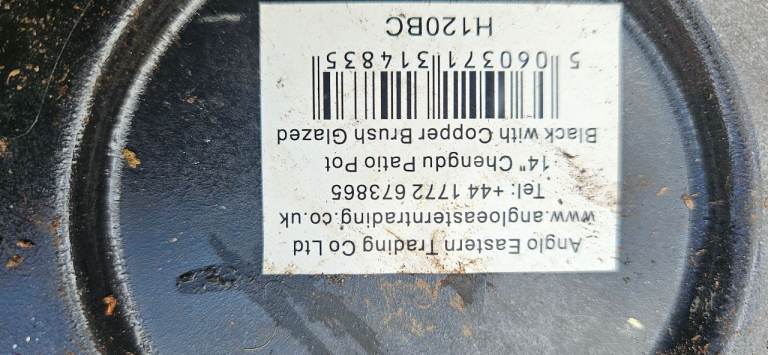 Anglo Eastern Trading Co Ltd
www.angloeasterntrading.co.uk
Tel: +44 1772 673865
14" Chengdu Patio Pot
Black with Copper Brush Glazed
5 060371 314835
H120BC